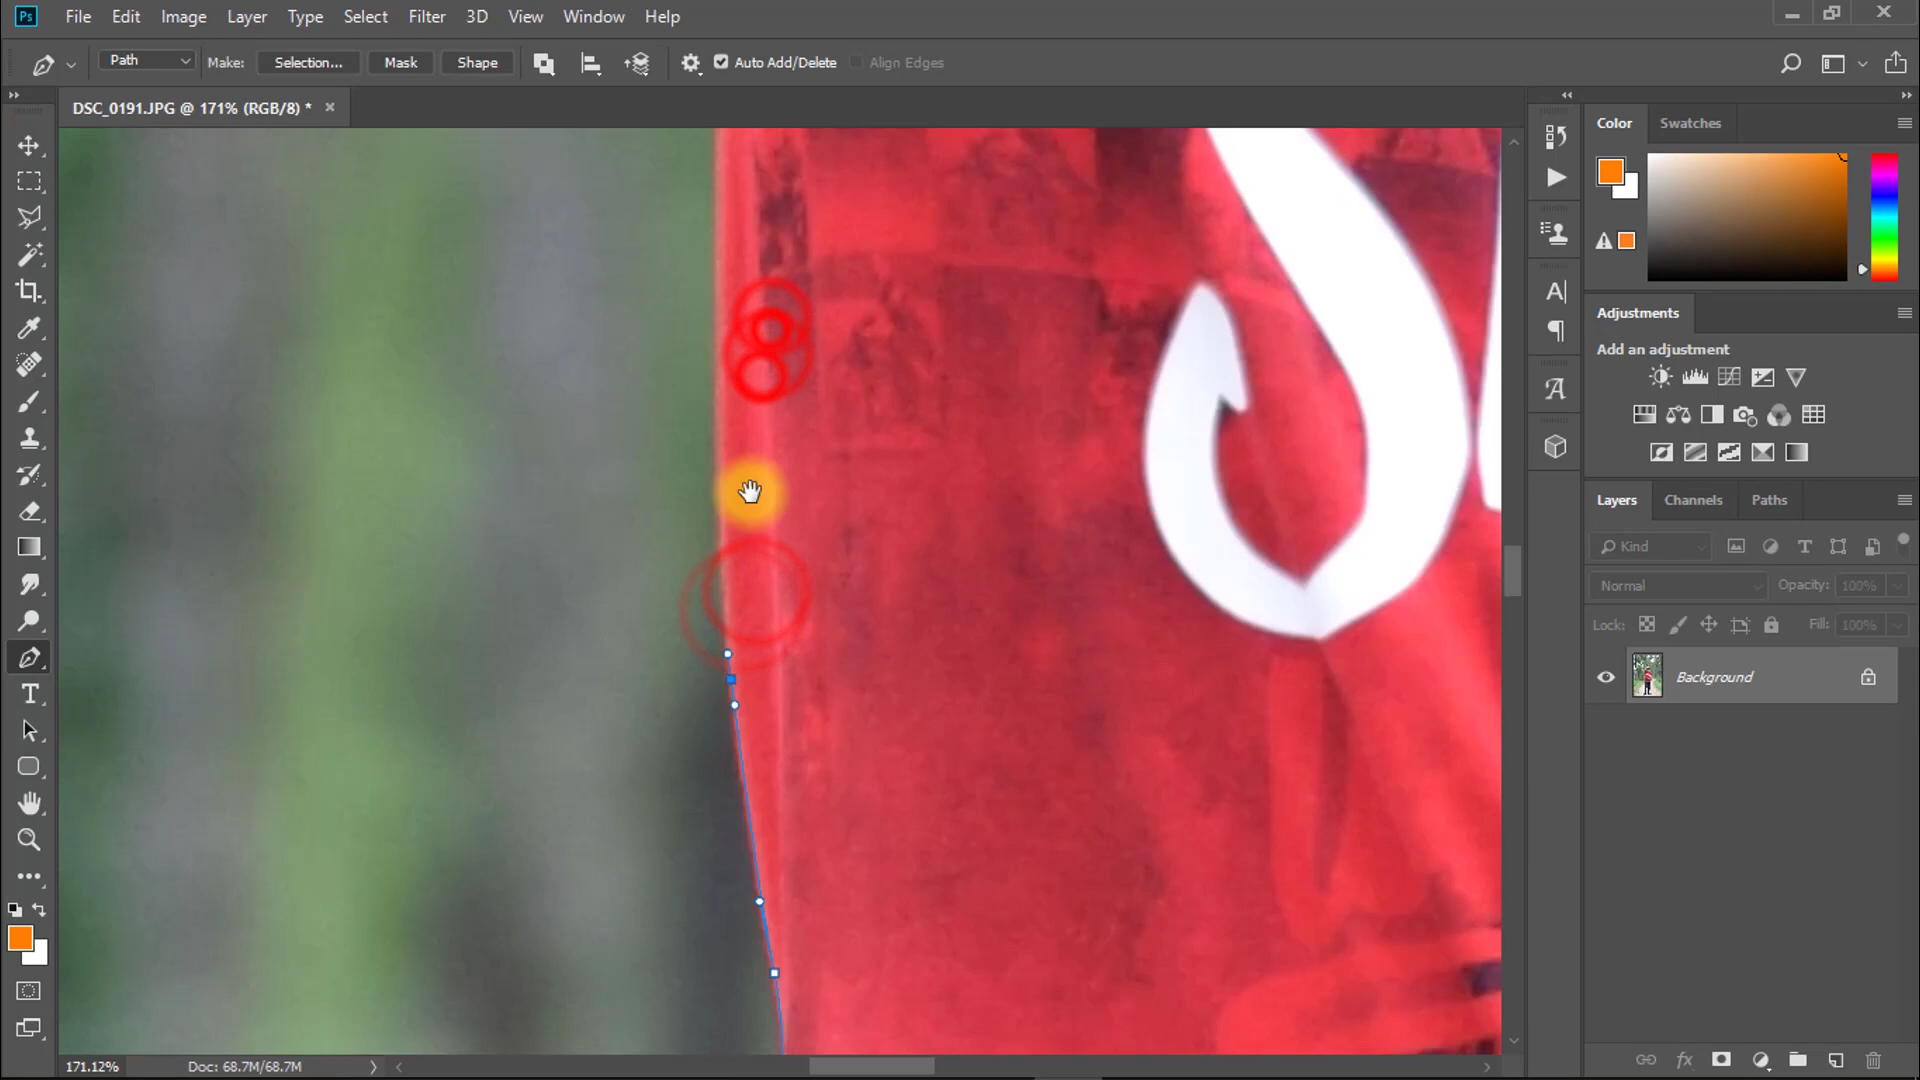 Ps File Edit Image Layer Type Select Filter 3D View Window Help
Path Make: Selection... Mask Shape Auto Add/Delete Align Edges
DSC_0191.JPG @ 171% (RGB/8) *
Color Swatches
Adjustments
Add an adjustment
Layers Channels Paths
Kind
Normal Opacity: 100%
Lock: Fill: 100%
Background
171.12% Doc: 68.7M/68.7M